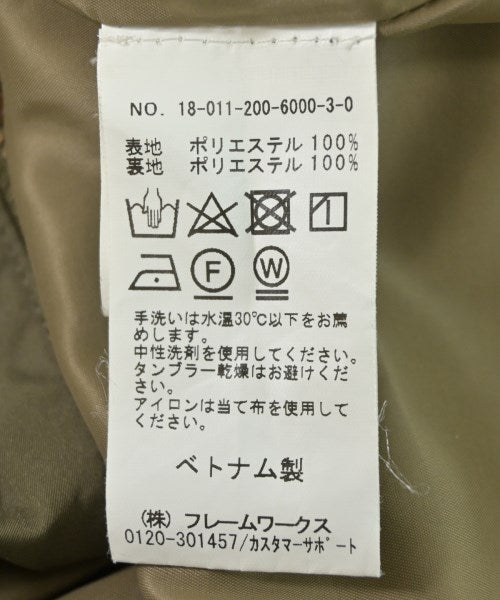 NO. 18-011-200-6000-3-0
表地 ポリエステル 100%
裏地 ポリエステル 100%
F W
手洗いは水温30℃以下をお薦
めします。
中性洗剤を使用してください。
タンブラー乾燥はお避けくだ
さい。
アイロンは当て布を使用して
ください。
ベトナム製
(株) フレームワークス
0120-301457/カスタマーサポート